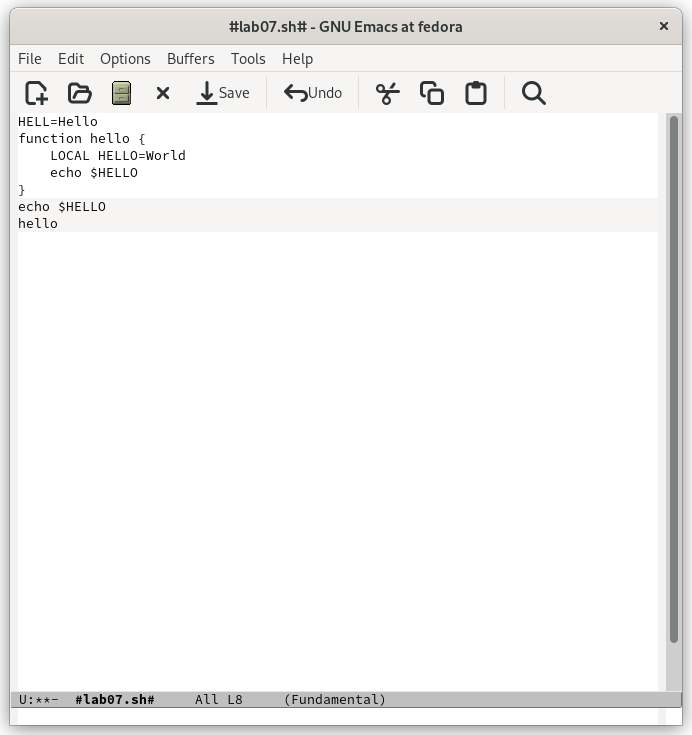 #lab07.sh# - GNU Emacs at fedora
File Edit Options Buffers Tools Help
Save Undo
HELL=Hello
function hello {
    LOCAL HELLO=World
    echo $HELLO
}
echo $HELLO
hello
U:**-  #lab07.sh#     All L8     (Fundamental)